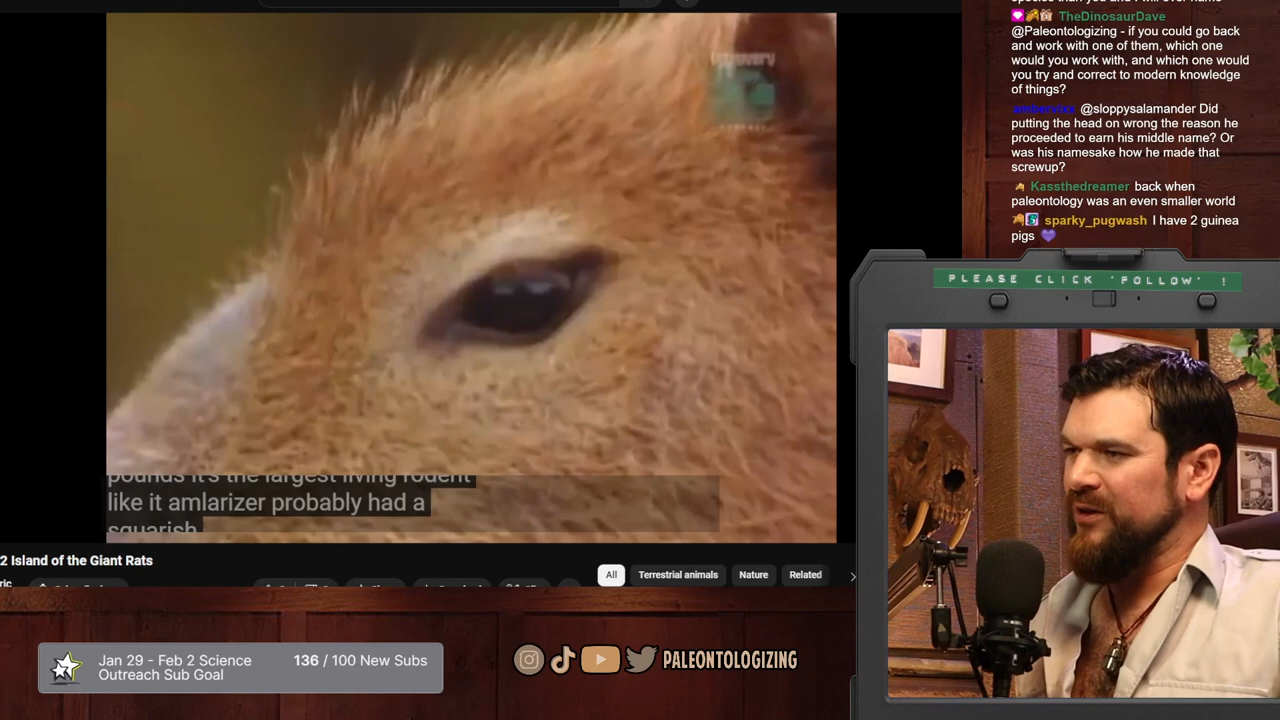 TheDinosaurDave
@Paleontologizing - if you could go back
and work with one of them, which one
would you work with, and which one would
you try and correct to modern knowledge
of things?
@sloppysalamander Did
putting the head on wrong the reason he
proceeded to earn his middle name? Or
was his namesake how he made that
screwup?
Kassthedreamer back when
paleontology was an even smaller world
sparky_pugwash I have 2 guinea
pigs
PLEASE CLICK 'FOLLOW' !
pounds it's the largest living rodent
like it amlarizer probably had a
squarish
2 Island of the Giant Rats
All Terrestrial animals Nature Related
Jan 29 - Feb 2 Science
Outreach Sub Goal
136 / 100 New Subs
PALEONTOLOGIZING